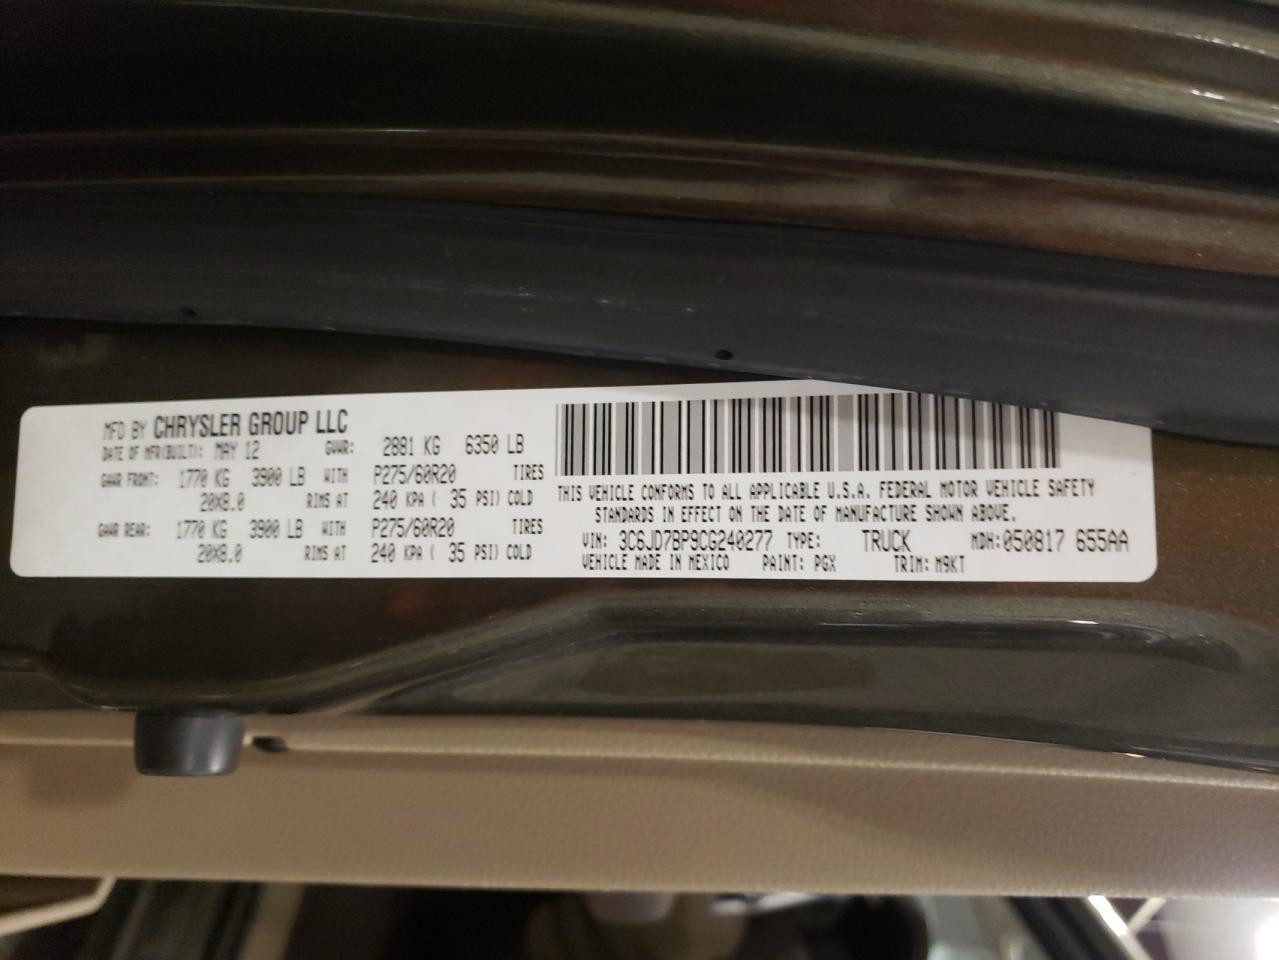 MFD BY CHRYSLER GROUP LLC
DATE OF MFR(BUILT): MAY 12 GVWR: 2881 KG 6350 LB
GAWR FRONT: 1770 KG 3900 LB WITH P275/60R20 TIRES
20X8.0 RIMS AT 240 KPA ( 35 PSI) COLD
GAWR REAR: 1770 KG 3900 LB WITH P275/60R20 TIRES
20X8.0 RIMS AT 240 KPA ( 35 PSI) COLD
THIS VEHICLE CONFORMS TO ALL APPLICABLE U.S.A. FEDERAL MOTOR VEHICLE SAFETY
STANDARDS IN EFFECT ON THE DATE OF MANUFACTURE SHOWN ABOVE.
VIN: 3C6JD7BP9CG240277 TYPE: TRUCK MDH:050817 655AA
VEHICLE MADE IN MEXICO PAINT: PGX TRIM: M9KT